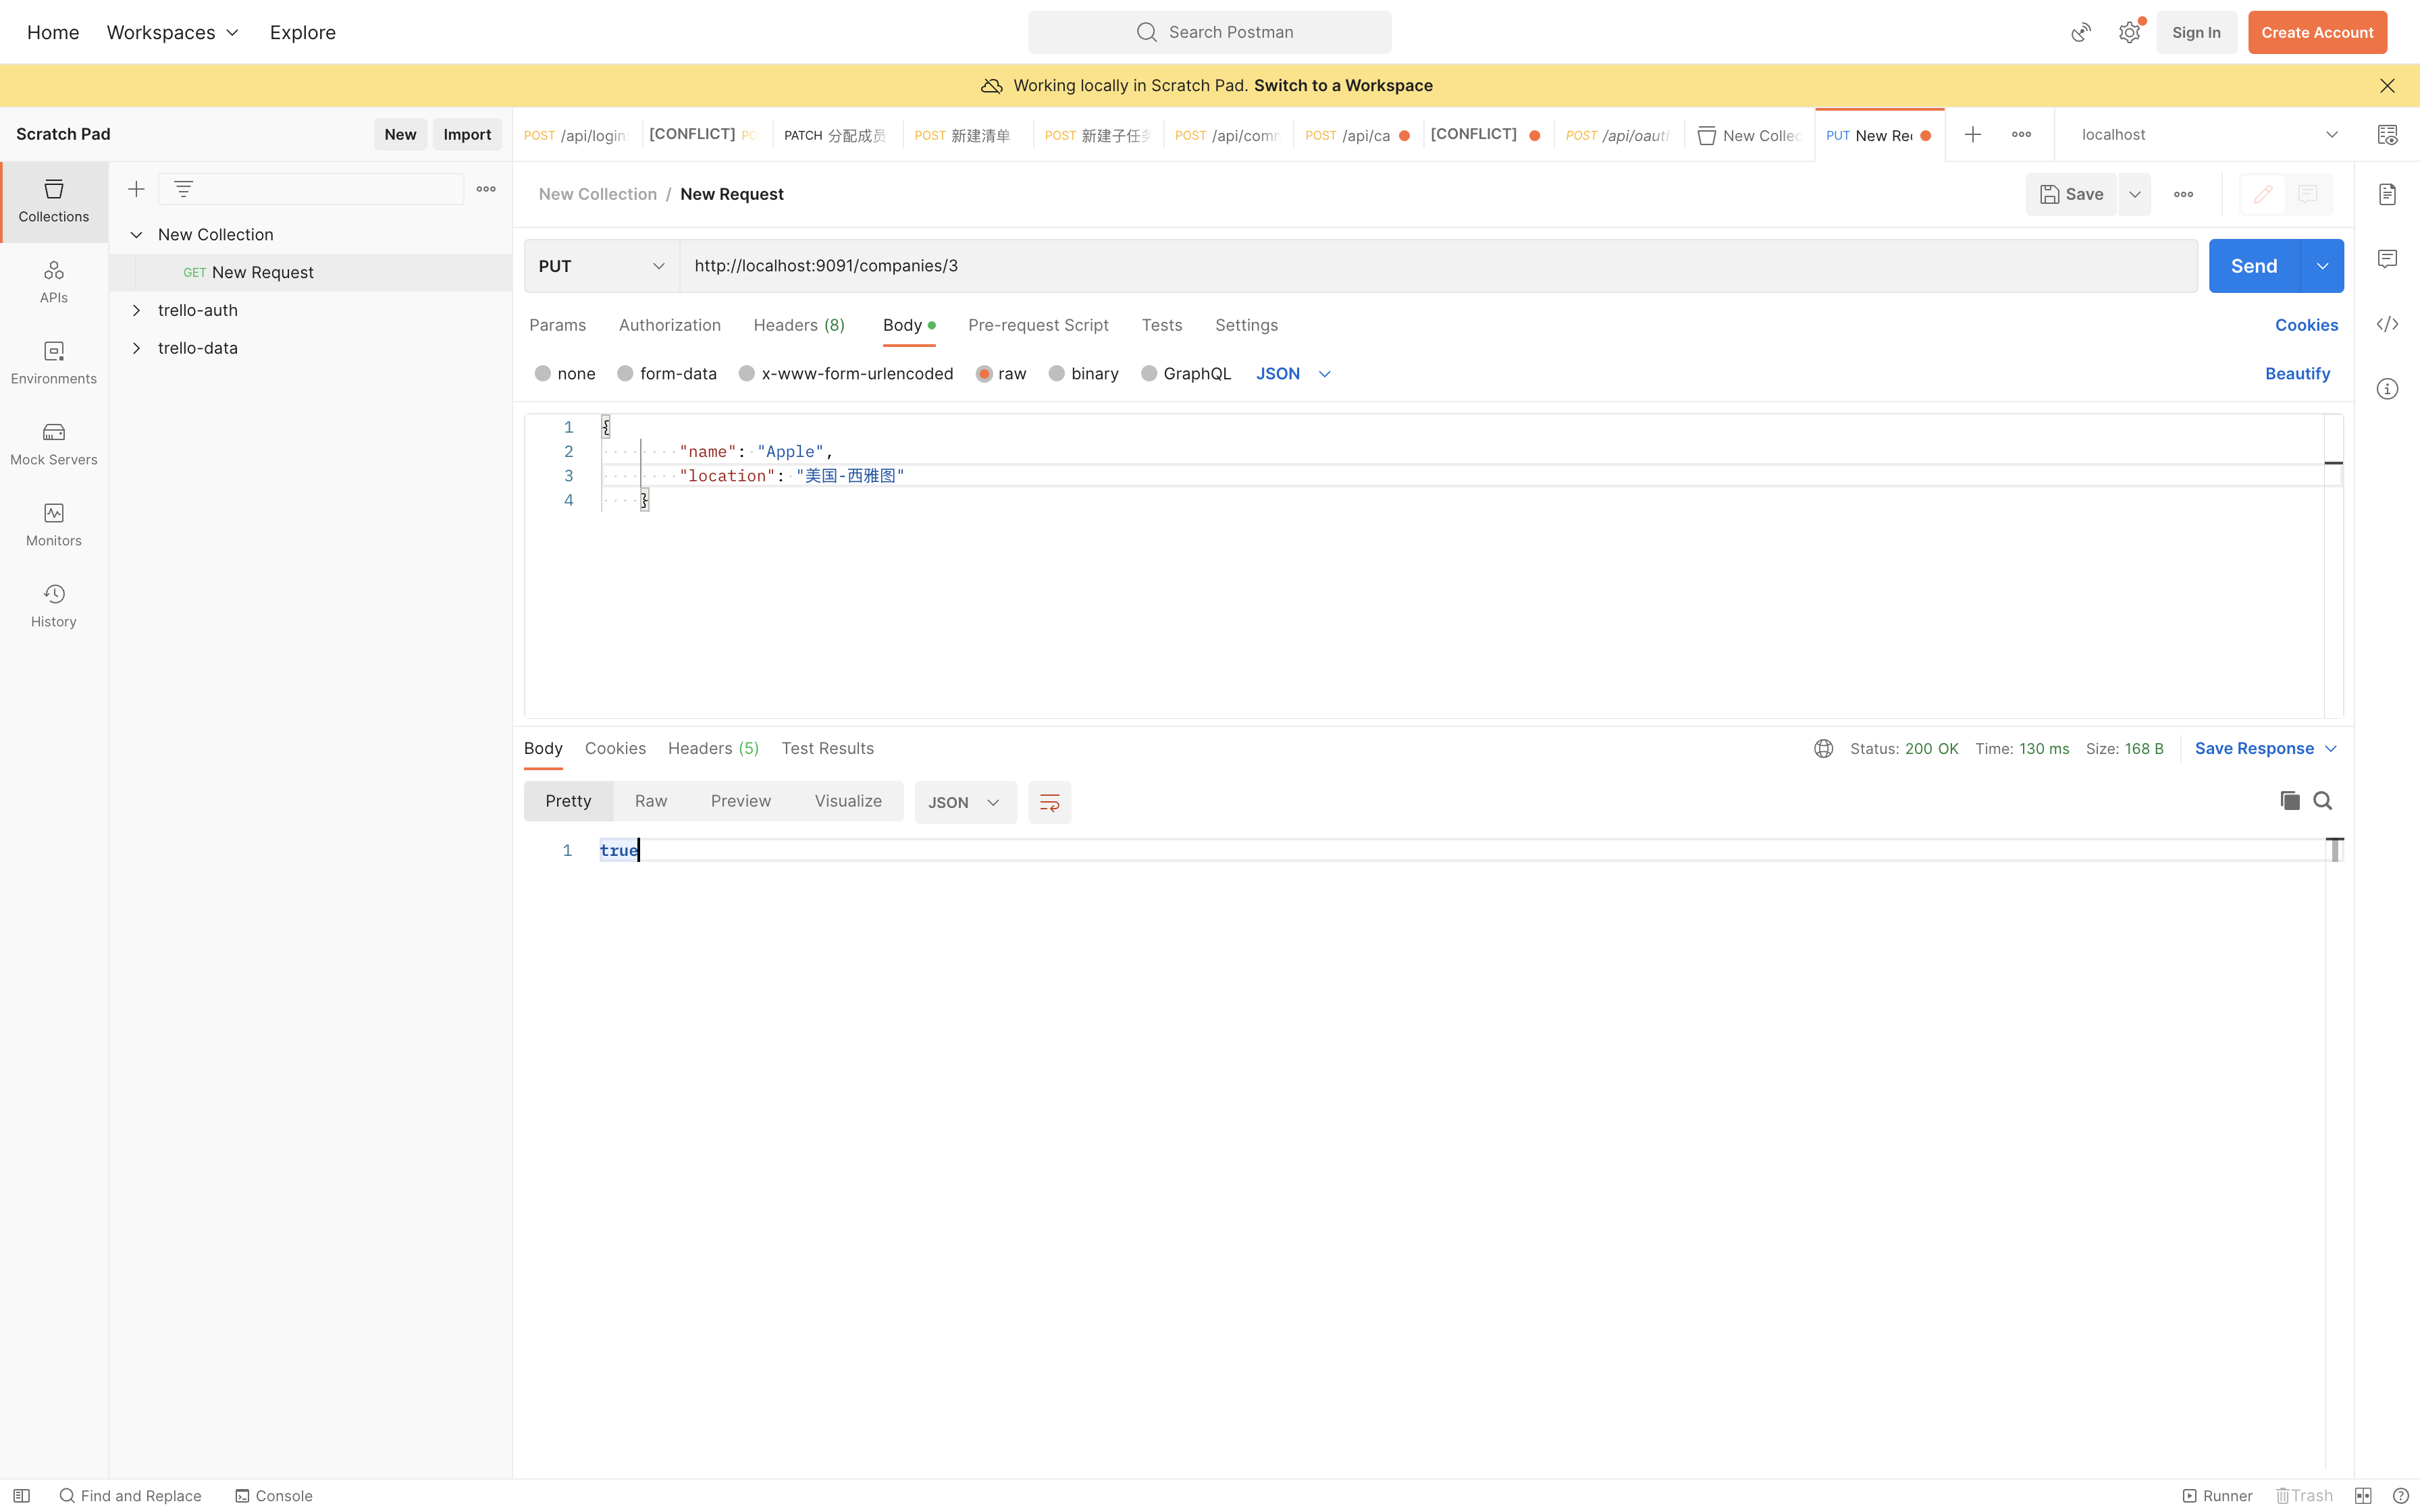 Home Workspaces Explore Search Postman Sign In Create Account
Working locally in Scratch Pad. Switch to a Workspace
Scratch Pad New Import
POST /api/login [CONFLICT] PO PATCH 分配成员 POST 新建清单 POST 新建子任务 POST /api/comm POST /api/ca [CONFLICT] POST /api/oaut New Collec PUT New Rec localhost
Collections
APIs
Environments
Mock Servers
Monitors
History
New Collection
GET New Request
trello-auth
trello-data
New Collection / New Request Save
PUT http://localhost:9091/companies/3 Send
Params Authorization Headers (8) Body Pre-request Script Tests Settings Cookies
none form-data x-www-form-urlencoded raw binary GraphQL JSON Beautify
1 {
2 "name": "Apple",
3 "location": "美国-西雅图"
4 }
Body Cookies Headers (5) Test Results Status: 200 OK Time: 130 ms Size: 168 B Save Response
Pretty Raw Preview Visualize JSON
1 true
Find and Replace Console Runner Trash